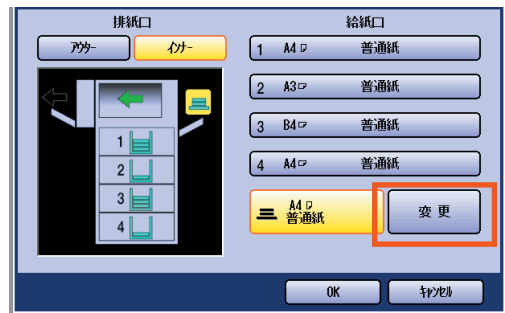 排紙口
給紙口
アウター
インナー
1 A4 普通紙
2 A3 普通紙
3 B4 普通紙
4 A4 普通紙
1
2
3
4
A4
普通紙
変更
OK
キャンセル